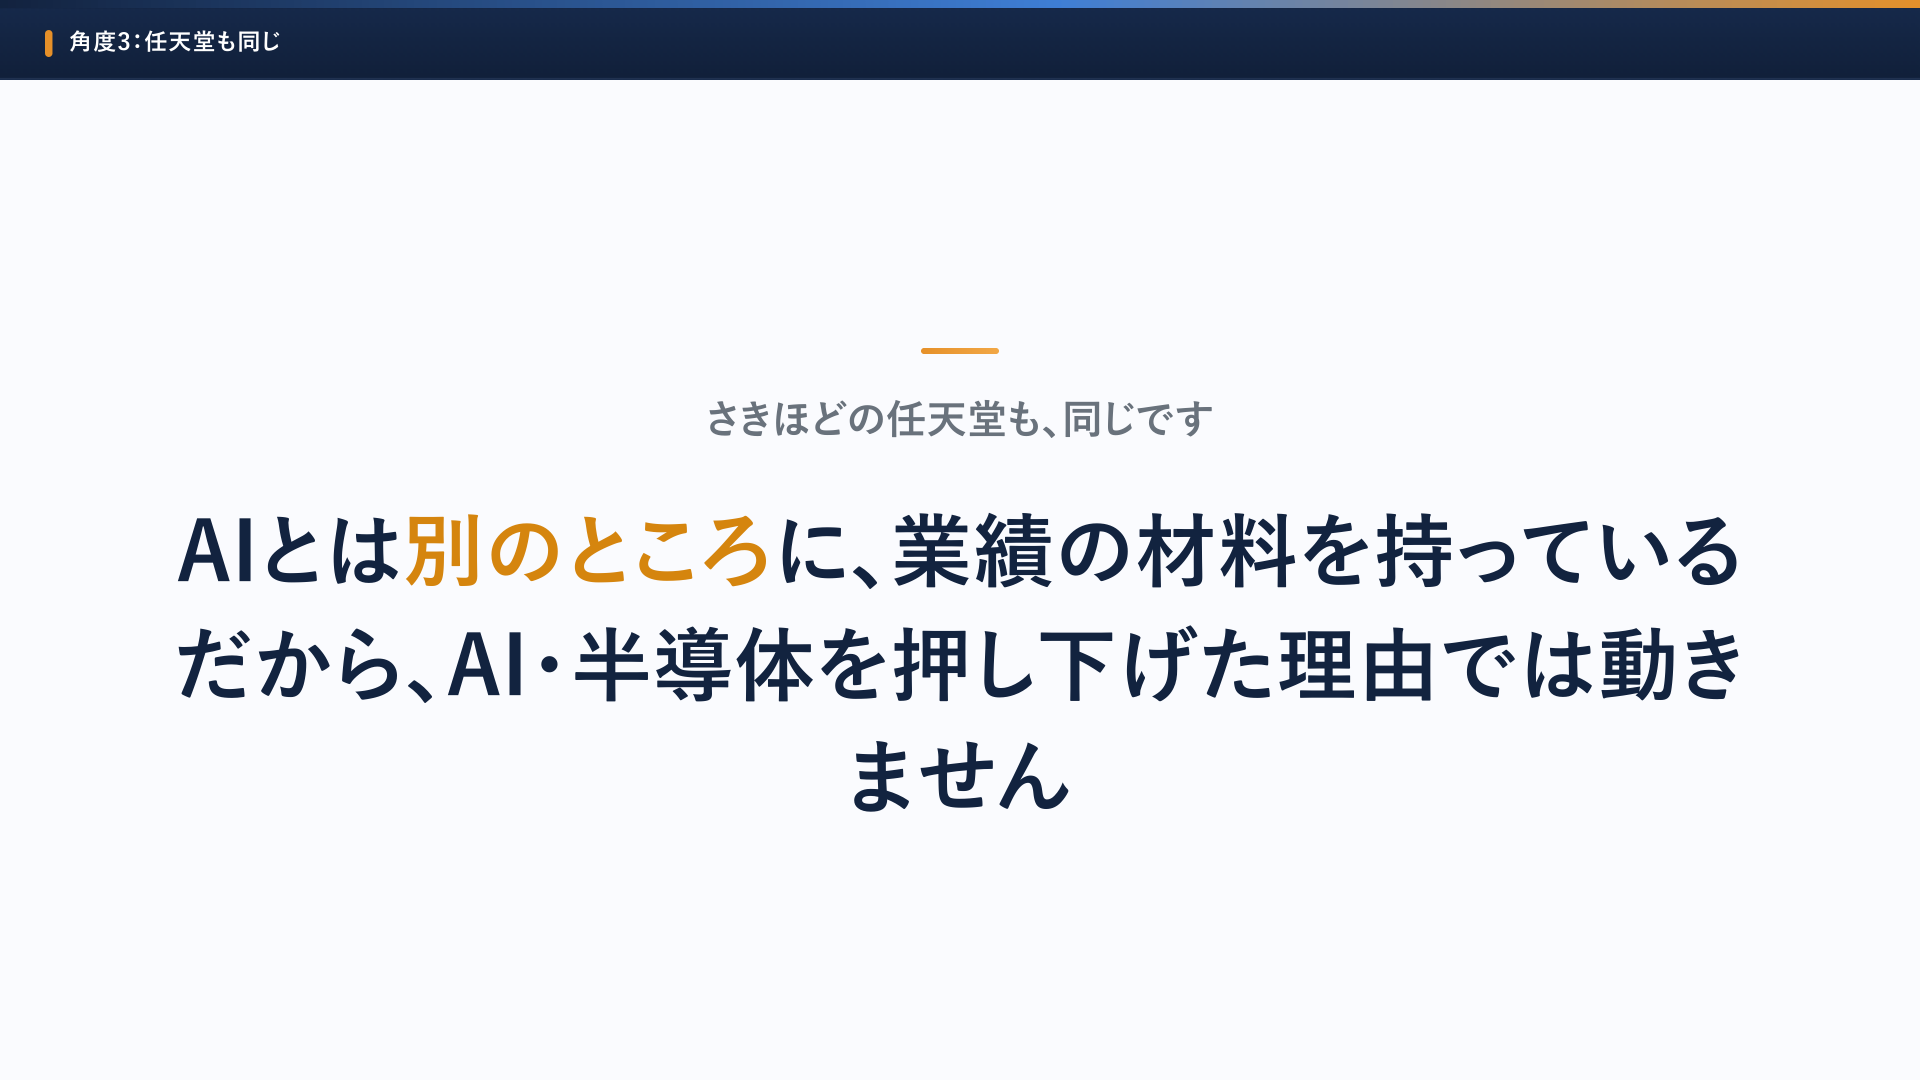 角度3：任天堂も同じ
さきほどの任天堂も、同じです
AIとは別のところに、業績の材料を持っている
だから、AI・半導体を押し下げた理由では動き
ません